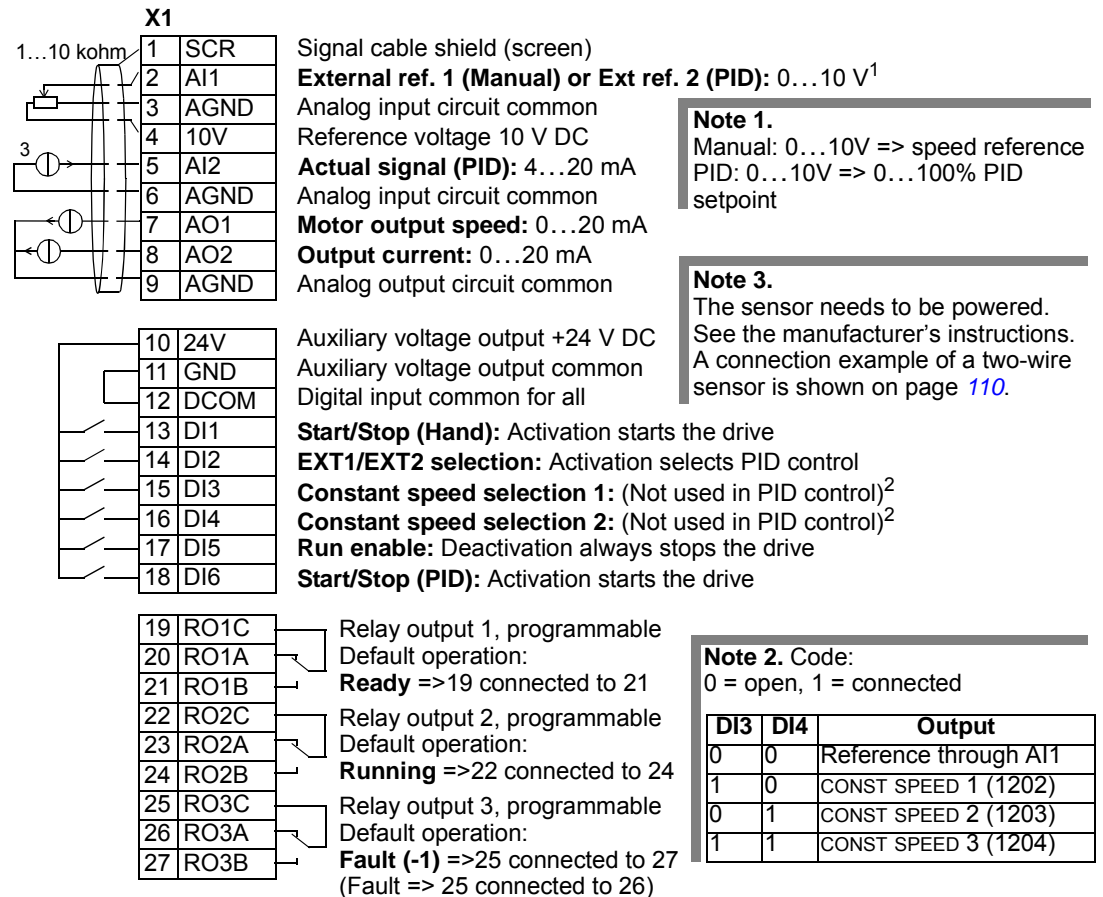 X1
1…10 kohm
1 SCR Signal cable shield (screen)
2 AI1 External ref. 1 (Manual) or Ext ref. 2 (PID): 0…10 V1
3 AGND Analog input circuit common
4 10V Reference voltage 10 V DC
3
5 AI2 Actual signal (PID): 4…20 mA
6 AGND Analog input circuit common
7 AO1 Motor output speed: 0…20 mA
8 AO2 Output current: 0…20 mA
9 AGND Analog output circuit common
Note 1.
Manual: 0…10V => speed reference
PID: 0…10V => 0…100% PID
setpoint
Note 3.
The sensor needs to be powered.
See the manufacturer’s instructions.
A connection example of a two-wire
sensor is shown on page 110.
10 24V Auxiliary voltage output +24 V DC
11 GND Auxiliary voltage output common
12 DCOM Digital input common for all
13 DI1 Start/Stop (Hand): Activation starts the drive
14 DI2 EXT1/EXT2 selection: Activation selects PID control
15 DI3 Constant speed selection 1: (Not used in PID control)2
16 DI4 Constant speed selection 2: (Not used in PID control)2
17 DI5 Run enable: Deactivation always stops the drive
18 DI6 Start/Stop (PID): Activation starts the drive
19 RO1C Relay output 1, programmable
20 RO1A Default operation:
21 RO1B Ready =>19 connected to 21
22 RO2C Relay output 2, programmable
23 RO2A Default operation:
24 RO2B Running =>22 connected to 24
25 RO3C Relay output 3, programmable
26 RO3A Default operation:
27 RO3B Fault (-1) =>25 connected to 27
(Fault => 25 connected to 26)
Note 2. Code:
0 = open, 1 = connected
DI3 DI4 Output
0 0 Reference through AI1
1 0 CONST SPEED 1 (1202)
0 1 CONST SPEED 2 (1203)
1 1 CONST SPEED 3 (1204)